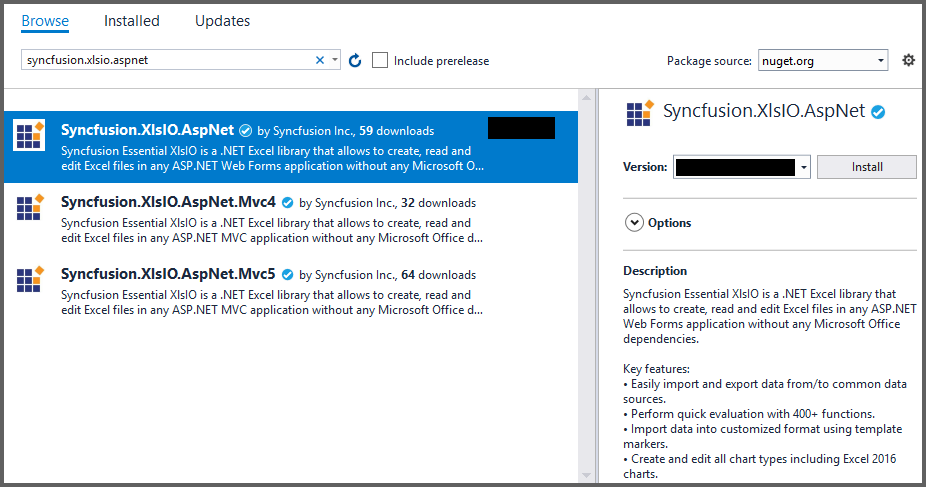 Browse Installed Updates
syncfusion.xlsio.aspnet
Include prerelease
Package source: nuget.org
Syncfusion.XlsIO.AspNet by Syncfusion Inc., 59 downloads
Syncfusion Essential XlsIO is a .NET Excel library that allows to create, read and
edit Excel files in any ASP.NET Web Forms application without any Microsoft O...
Syncfusion.XlsIO.AspNet.Mvc4 by Syncfusion Inc., 32 downloads
Syncfusion Essential XlsIO is a .NET Excel library that allows to create, read and
edit Excel files in any ASP.NET MVC application without any Microsoft Office d...
Syncfusion.XlsIO.AspNet.Mvc5 by Syncfusion Inc., 64 downloads
Syncfusion Essential XlsIO is a .NET Excel library that allows to create, read and
edit Excel files in any ASP.NET MVC application without any Microsoft Office d...
Syncfusion.XlsIO.AspNet
Version: Install
Options
Description
Syncfusion Essential XlsIO is a .NET Excel library that
allows to create, read and edit Excel files in any ASP.NET
Web Forms application without any Microsoft Office
dependencies.
Key features:
• Easily import and export data from/to common data
sources.
• Perform quick evaluation with 400+ functions.
• Import data into customized format using template
markers.
• Create and edit all chart types including Excel 2016
charts.